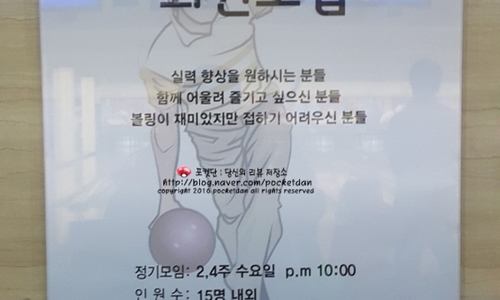 회원모집
실력 향상을 원하시는 분들
함께 어울려 즐기고 싶으신 분들
볼링이 재미있지만 접하기 어려우신 분들
포켓단 : 당신의 리뷰 저장소
http://blog.naver.com/pocketdan
copyright 2016 pocketdan all rights reserved
정기모임: 2,4주 수요일 p.m 10:00
인 원 수: 15명 내외